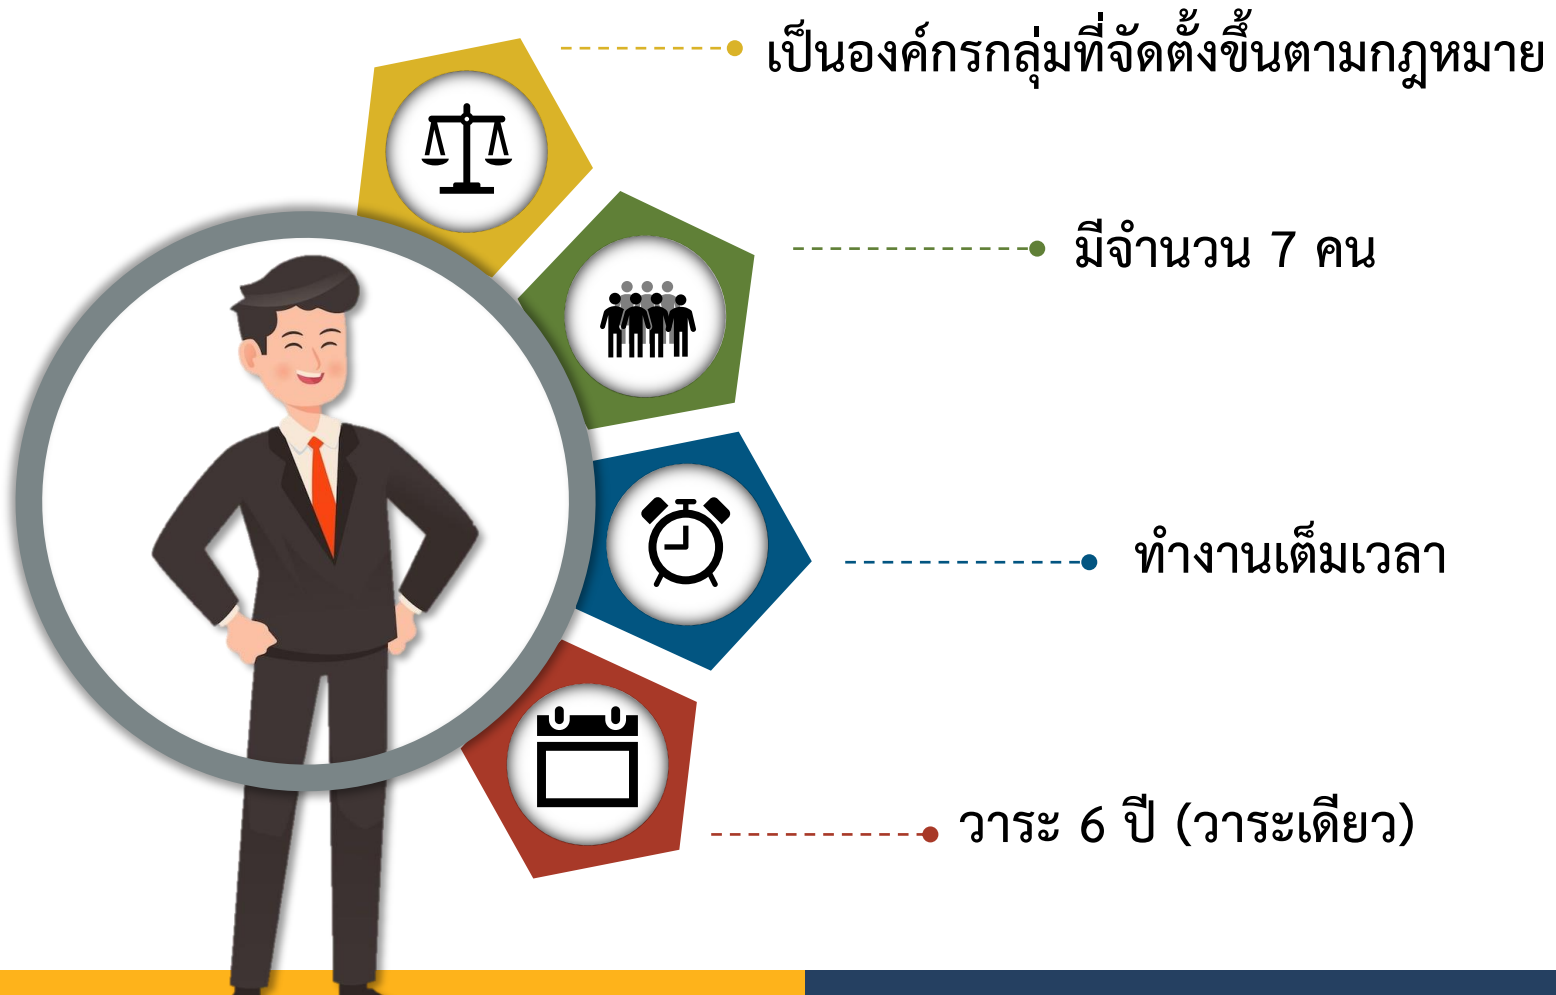 เป็นองค์กรกลุ่มที่จัดตั้งขึ้นตามกฎหมาย
มีจำนวน 7 คน
ทำงานเต็มเวลา
วาระ 6 ปี (วาระเดียว)